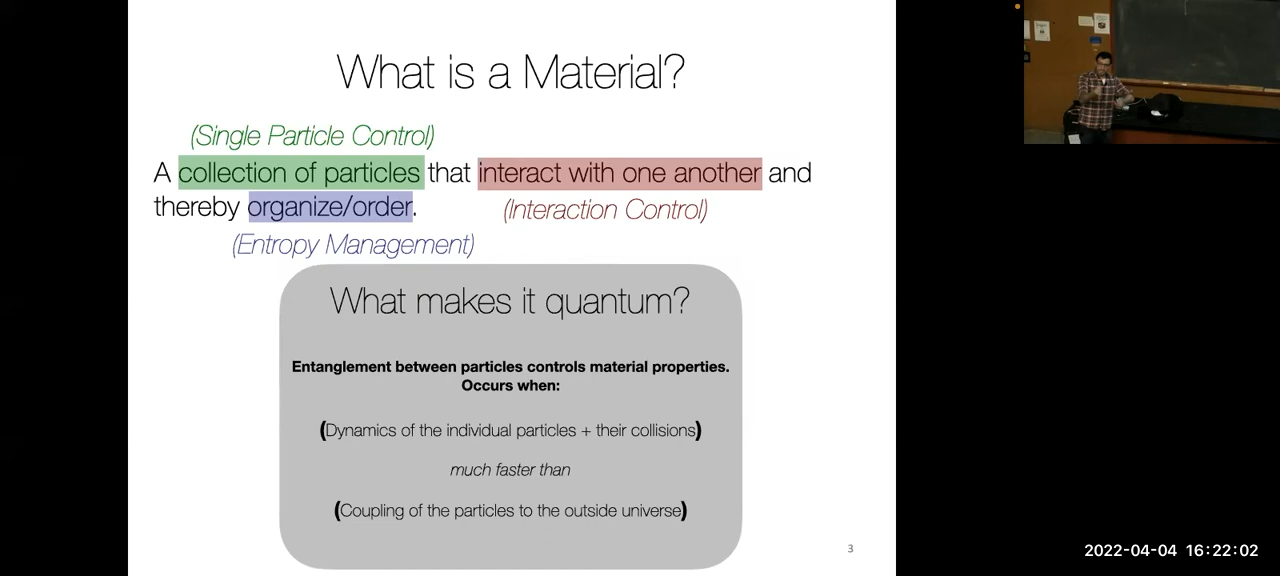 What is a Material?
(Single Particle Control)
A collection of particles that interact with one another and
thereby organize/order.
(Interaction Control)
(Entropy Management)
What makes it quantum?
Entanglement between particles controls material properties.
Occurs when:
(Dynamics of the individual particles + their collisions)
much faster than
(Coupling of the particles to the outside universe)
3
2022-04-04 16:22:02